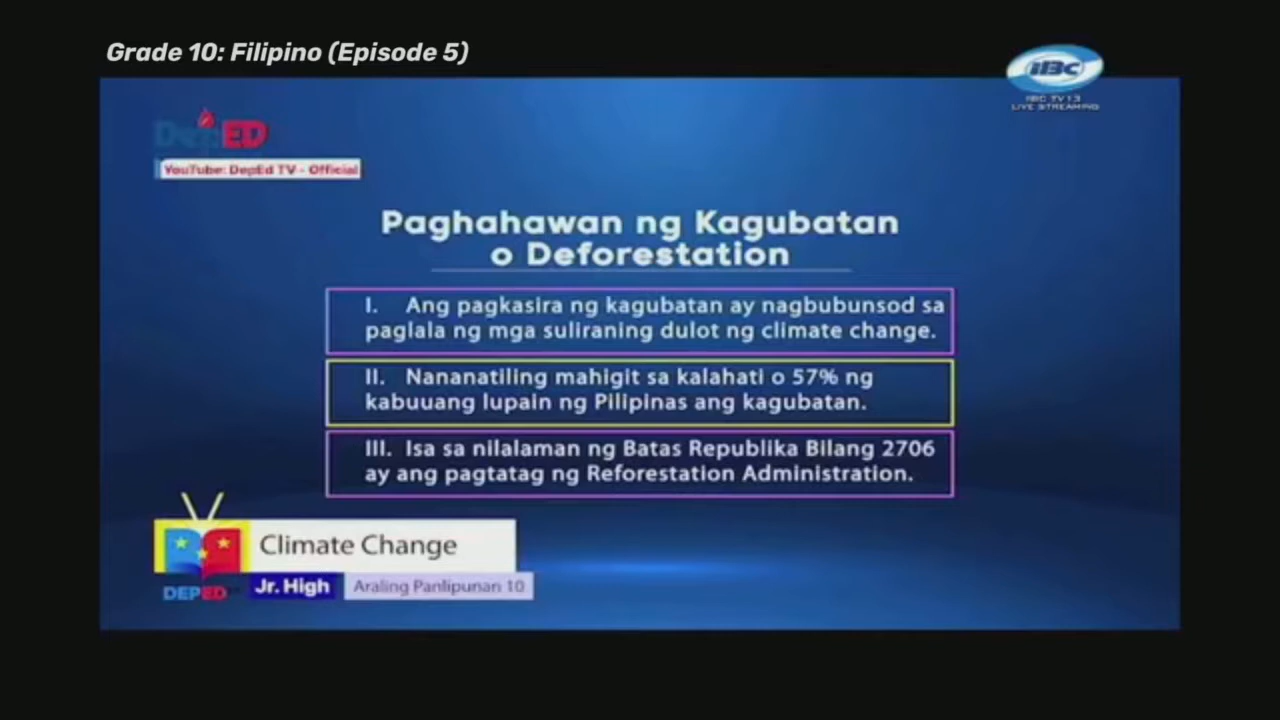 Grade 10: Filipino (Episode 5)
iBC
IBC TV13
LIVE STREAMING
DepED
YouTube: DepEd TV - Official
Paghahawan ng Kagubatan
o Deforestation
I. Ang pagkasira ng kagubatan ay nagbubunsod sa
paglala ng mga suliraning dulot ng climate change.
II. Nananatiling mahigit sa kalahati o 57% ng
kabuuang lupain ng Pilipinas ang kagubatan.
III. Isa sa nilalaman ng Batas Republika Bilang 2706
ay ang pagtatag ng Reforestation Administration.
Climate Change
DEPED
Jr. High
Araling Panlipunan 10